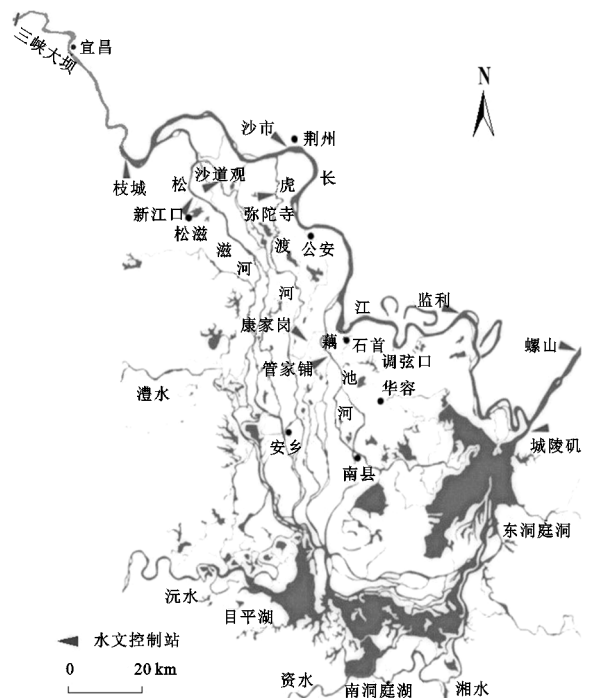 三峡大坝
宜昌
N
沙市
荆州
枝城
松滋河
沙道观
虎渡河
长江
新江口
弥陀寺
松滋
公安
监利
康家岗
藕池河
石首
螺山
管家铺
调弦口
华容
澧水
安乡
城陵矶
南县
东洞庭洞
沅水
目平湖
水文控制站
0 20 km
资水
南洞庭湖
湘水